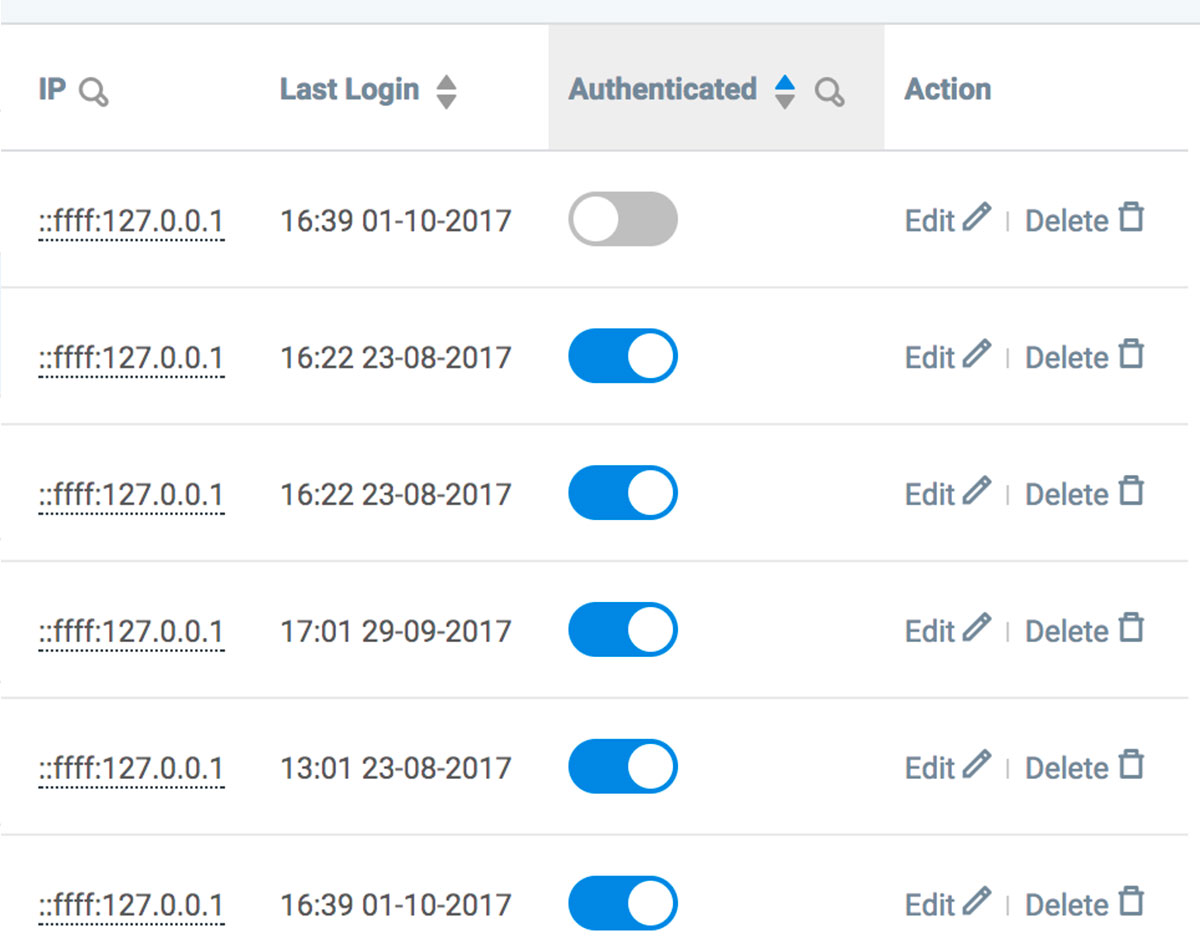 IP Last Login Authenticated Action
::ffff:127.0.0.1 16:39 01-10-2017 Edit | Delete
::ffff:127.0.0.1 16:22 23-08-2017 Edit | Delete
::ffff:127.0.0.1 16:22 23-08-2017 Edit | Delete
::ffff:127.0.0.1 17:01 29-09-2017 Edit | Delete
::ffff:127.0.0.1 13:01 23-08-2017 Edit | Delete
::ffff:127.0.0.1 16:39 01-10-2017 Edit | Delete